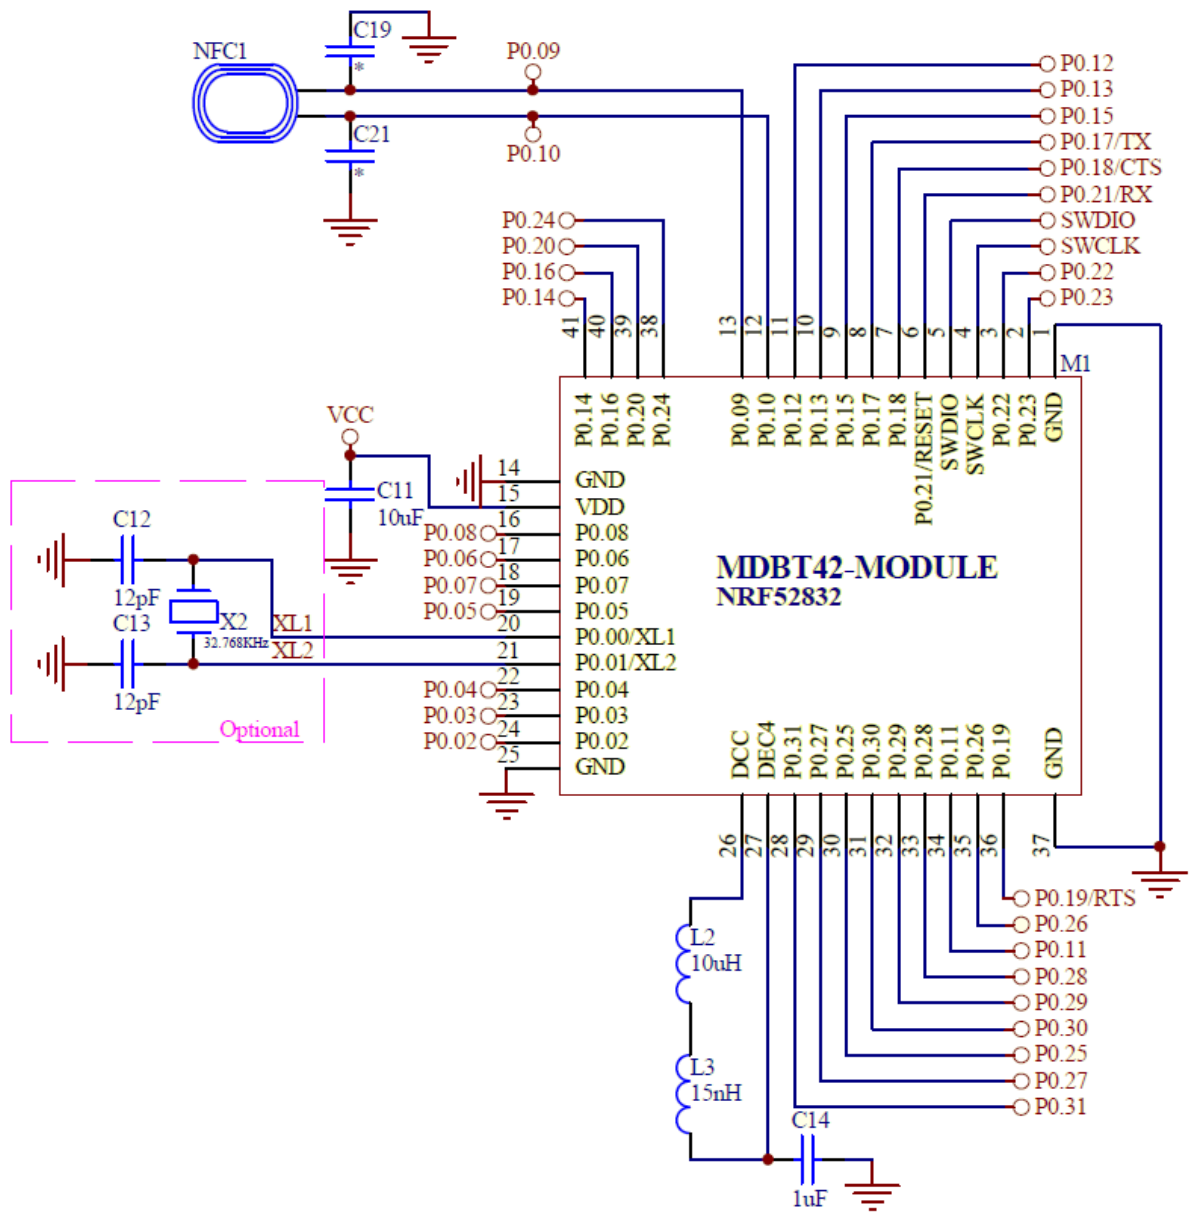 C19
NFC1
*
P0.09
P0.12
P0.13
C21
P0.15
*
P0.10
P0.17/TX
P0.18/CTS
P0.21/RX
P0.24
SWDIO
P0.20
SWCLK
P0.16
P0.22
P0.14
P0.23
41 40 39 38 13 12 11 10 9 8 7 6 5 4 3 2 1
M1
P0.14 P0.16 P0.20 P0.24 P0.09 P0.10 P0.12 P0.13 P0.15 P0.17 P0.18 P0.21/RESET SWDIO SWCLK P0.22 P0.23 GND
VCC
C11
10uF
14 GND
15 VDD
P0.08 16 P0.08
P0.06 17 P0.06
P0.07 18 P0.07
P0.05 19 P0.05
XL1 20 P0.00/XL1
XL2 21 P0.01/XL2
P0.04 22 P0.04
P0.03 23 P0.03
P0.02 24 P0.02
25 GND
C12
12pF
C13
12pF
X2
32.768KHz
Optional
MDBT42-MODULE
NRF52832
DCC DEC4 P0.31 P0.27 P0.25 P0.30 P0.29 P0.28 P0.11 P0.26 P0.19 GND
26 27 28 29 30 31 32 33 34 35 36 37
P0.19/RTS
P0.26
P0.11
P0.28
P0.29
P0.30
P0.25
P0.27
P0.31
L2
10uH
L3
15nH
C14
1uF